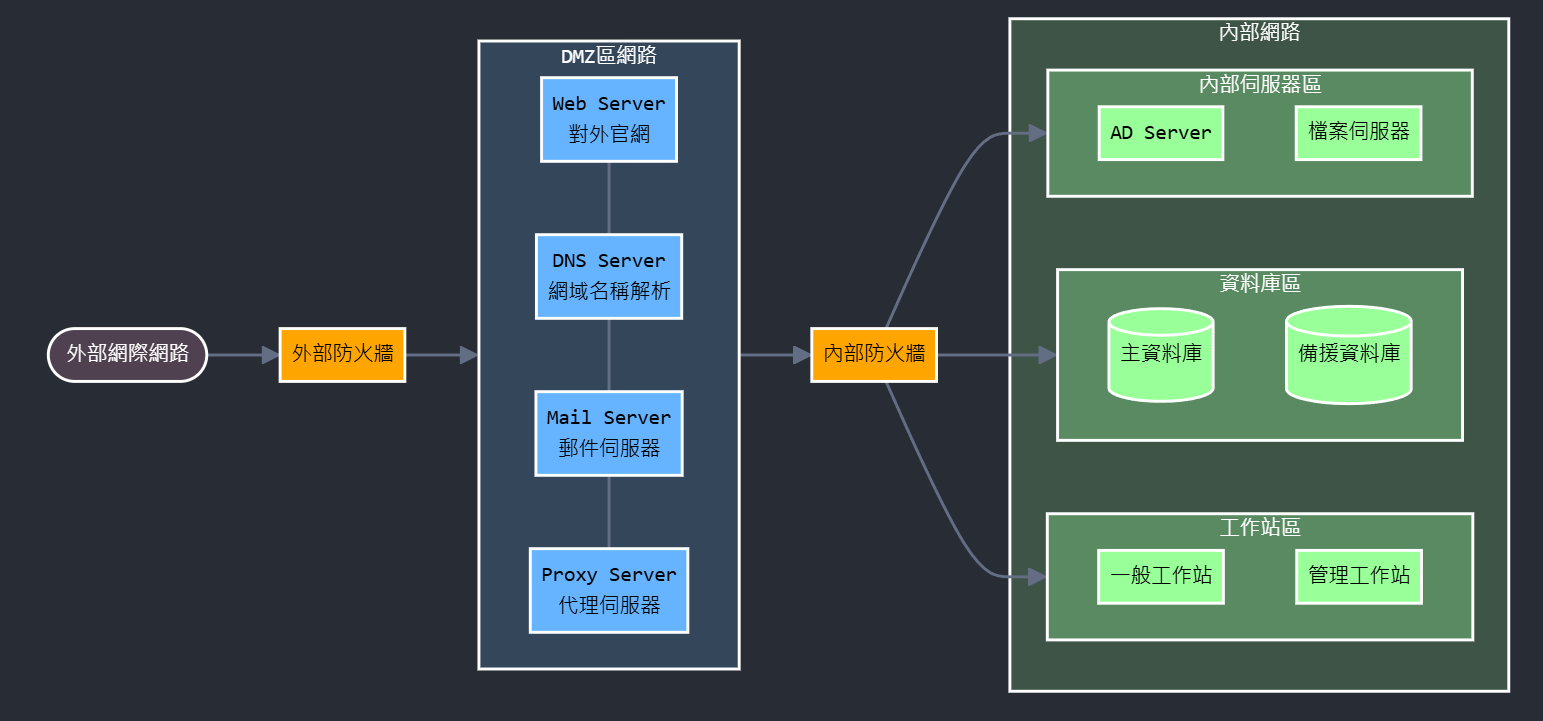 外部網際網路
外部防火牆
DMZ區網路
Web Server
對外官網
DNS Server
網域名稱解析
Mail Server
郵件伺服器
Proxy Server
代理伺服器
內部防火牆
內部網路
內部伺服器區
AD Server
檔案伺服器
資料庫區
主資料庫
備援資料庫
工作站區
一般工作站
管理工作站